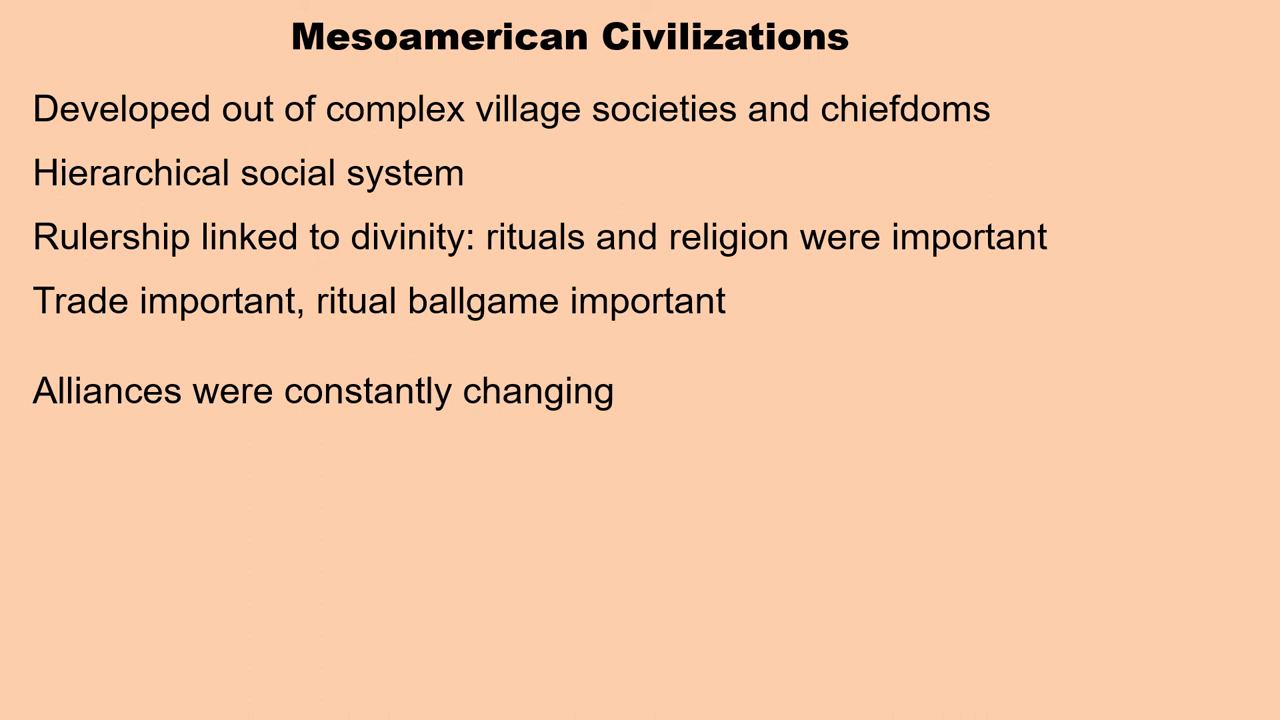 Mesoamerican Civilizations
Developed out of complex village societies and chiefdoms
Hierarchical social system
Rulership linked to divinity: rituals and religion were important
Trade important, ritual ballgame important
Alliances were constantly changing